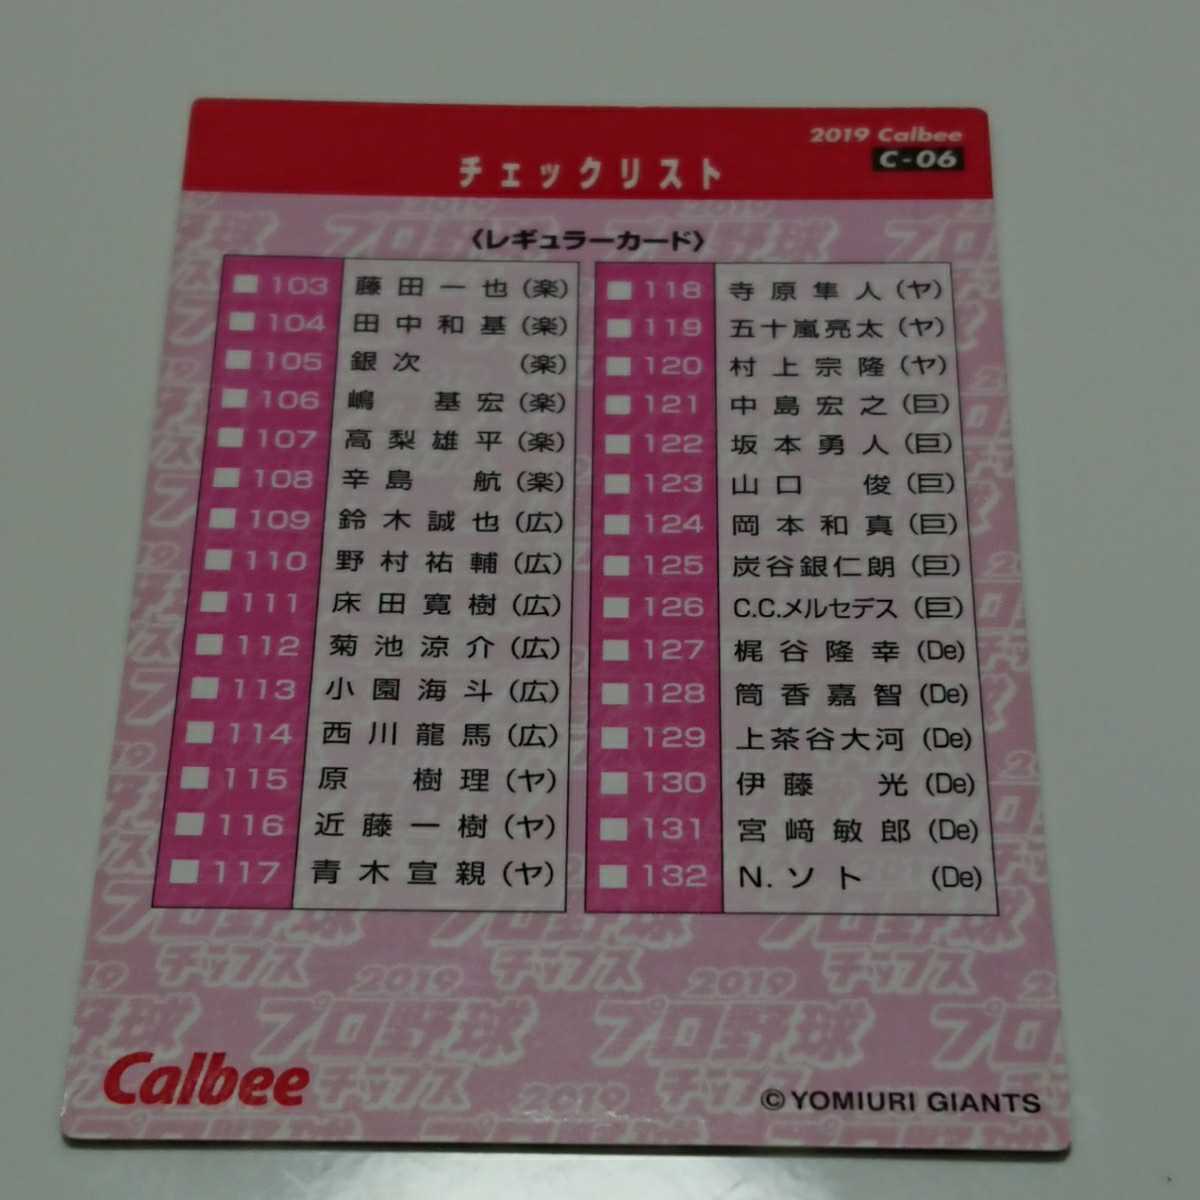 2019 Calbee
C-06
チェックリスト
〈レギュラーカード〉
103 藤田一也(楽)
104 田中和基(楽)
105 銀次(楽)
106 嶋 基宏(楽)
107 高梨雄平(楽)
108 辛島 航(楽)
109 鈴木誠也(広)
110 野村祐輔(広)
111 床田寛樹(広)
112 菊池涼介(広)
113 小園海斗(広)
114 西川龍馬(広)
115 原 樹理(ヤ)
116 近藤一樹(ヤ)
117 青木宣親(ヤ)
118 寺原隼人(ヤ)
119 五十嵐亮太(ヤ)
120 村上宗隆(ヤ)
121 中島宏之(巨)
122 坂本勇人(巨)
123 山口 俊(巨)
124 岡本和真(巨)
125 炭谷銀仁朗(巨)
126 C.C.メルセデス(巨)
127 梶谷隆幸(De)
128 筒香嘉智(De)
129 上茶谷大河(De)
130 伊藤 光(De)
131 宮﨑敏郎(De)
132 N.ソト(De)
2019
プロ野球
チップス
Calbee
©YOMIURI GIANTS